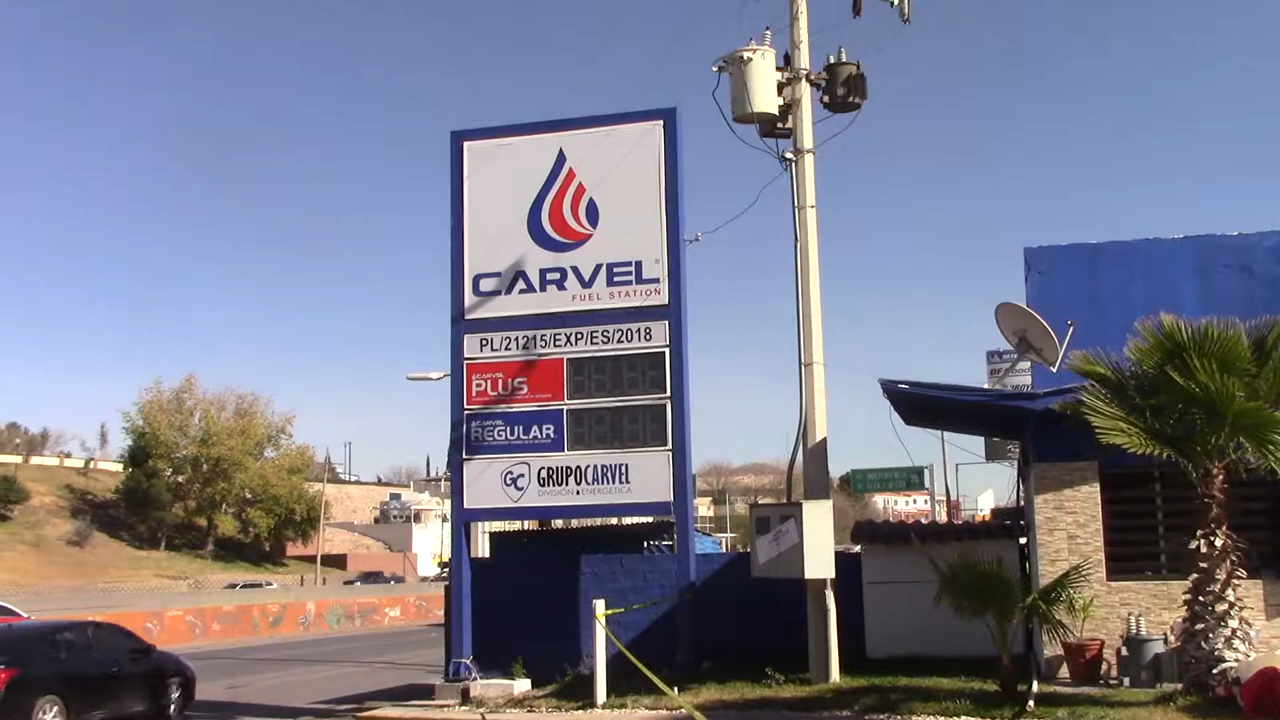 CARVEL®
FUEL STATION
PL/21215/EXP/ES/2018
CARVEL
PLUS
CARVEL
REGULAR
GC
GRUPOCARVEL
DIVISIÓN ENERGÉTICA